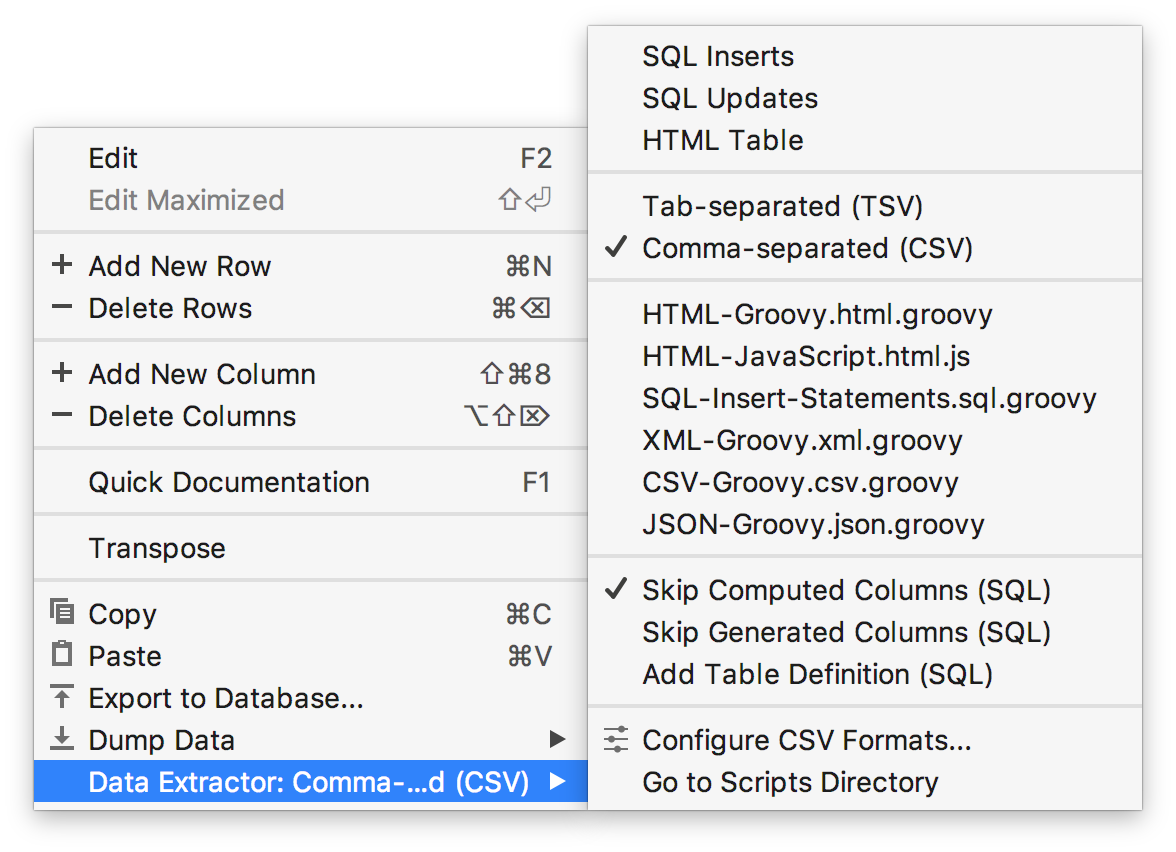 Edit F2
Edit Maximized ⇧⏎
+ Add New Row ⌘N
− Delete Rows ⌘⌫
+ Add New Column ⇧⌘8
− Delete Columns ⌥⇧⌦
Quick Documentation F1
Transpose
Copy ⌘C
Paste ⌘V
Export to Database...
Dump Data
Data Extractor: Comma-...d (CSV)
SQL Inserts
SQL Updates
HTML Table
Tab-separated (TSV)
✓ Comma-separated (CSV)
HTML-Groovy.html.groovy
HTML-JavaScript.html.js
SQL-Insert-Statements.sql.groovy
XML-Groovy.xml.groovy
CSV-Groovy.csv.groovy
JSON-Groovy.json.groovy
✓ Skip Computed Columns (SQL)
Skip Generated Columns (SQL)
Add Table Definition (SQL)
Configure CSV Formats...
Go to Scripts Directory